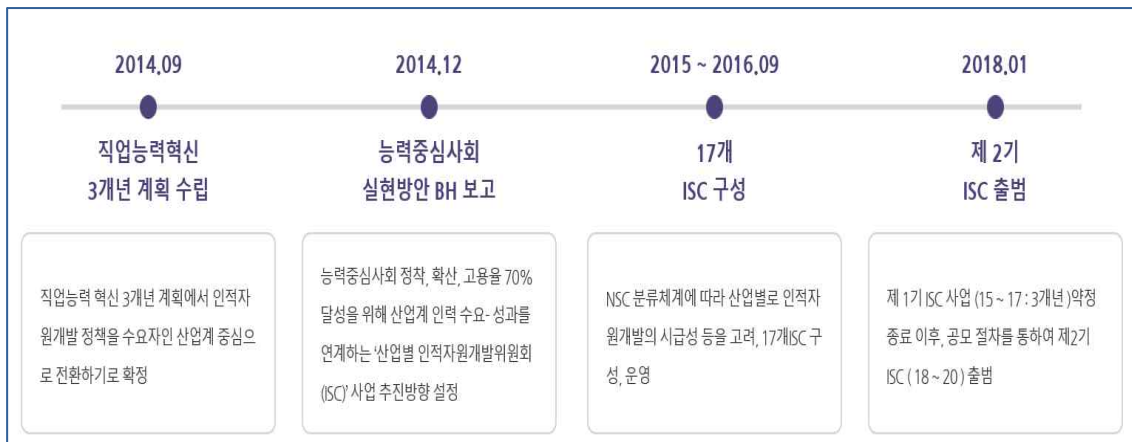 2014.09
직업능력혁신
3개년 계획 수립
직업능력 혁신 3개년 계획에서 인적자
원개발 정책을 수요자인 산업계 중심으
로 전환하기로 확정
2014.12
능력중심사회
실현방안 BH 보고
능력중심사회 정착, 확산, 고용율 70%
달성을 위해 산업계 인력 수요- 성과를
연계하는 ‘산업별 인적자원개발위원회
(ISC)’ 사업 추진방향 설정
2015 ~ 2016.09
17개
ISC 구성
NSC 분류체계에 따라 산업별로 인적자
원개발의 시급성 등을 고려, 17개ISC 구
성, 운영
2018.01
제 2기
ISC 출범
제 1기 ISC 사업 (15 ~ 17 : 3개년 )약정
종료 이후, 공모 절차를 통하여 제2기
ISC ( 18 ~ 20 ) 출범